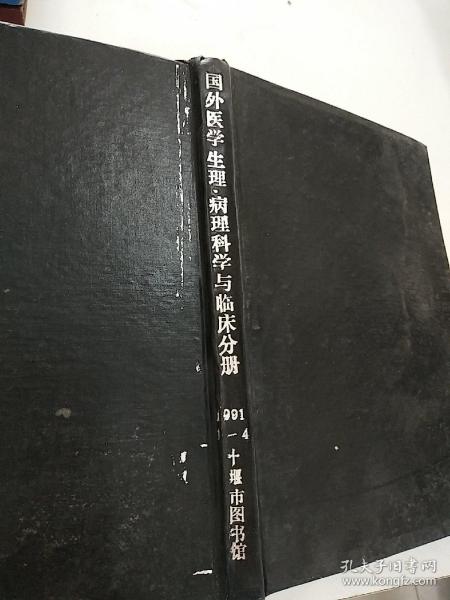 国外医学 生理·病理科学与临床分册
1991
1-4
十堰市图书馆
孔夫子旧书网
www.kongfz.com